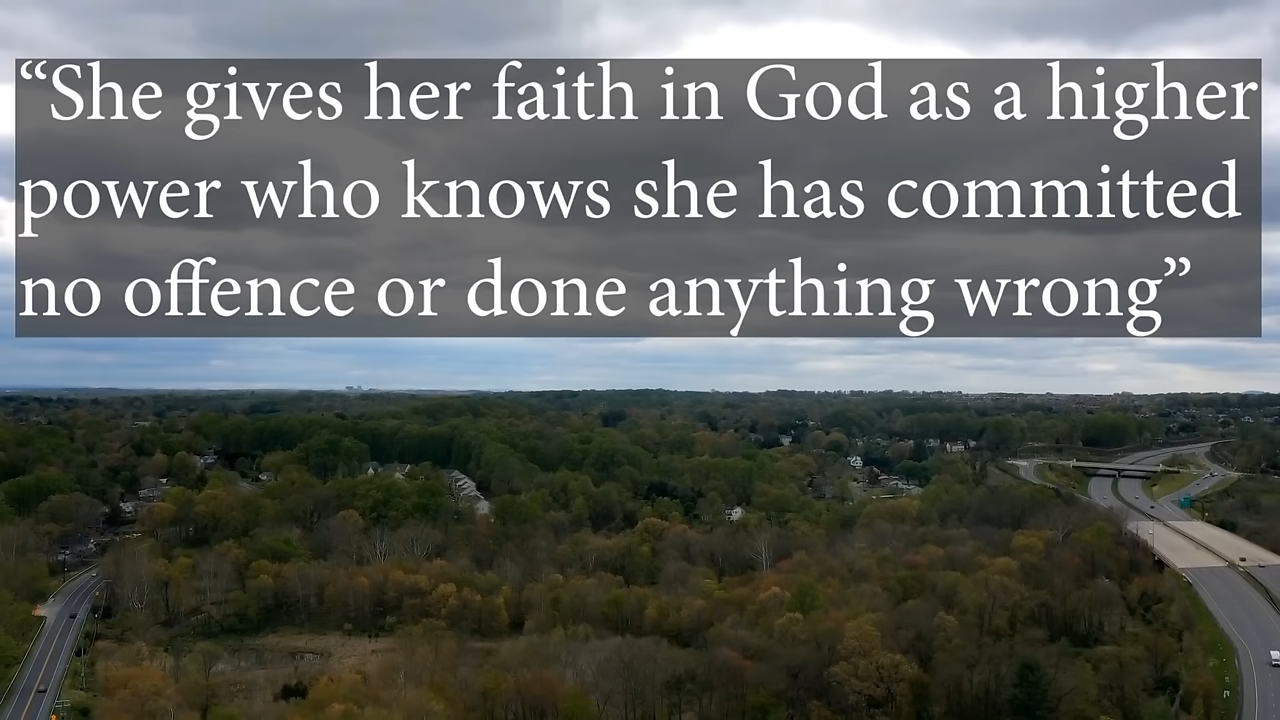 “She gives her faith in God as a higher
power who knows she has committed
no offence or done anything wrong”